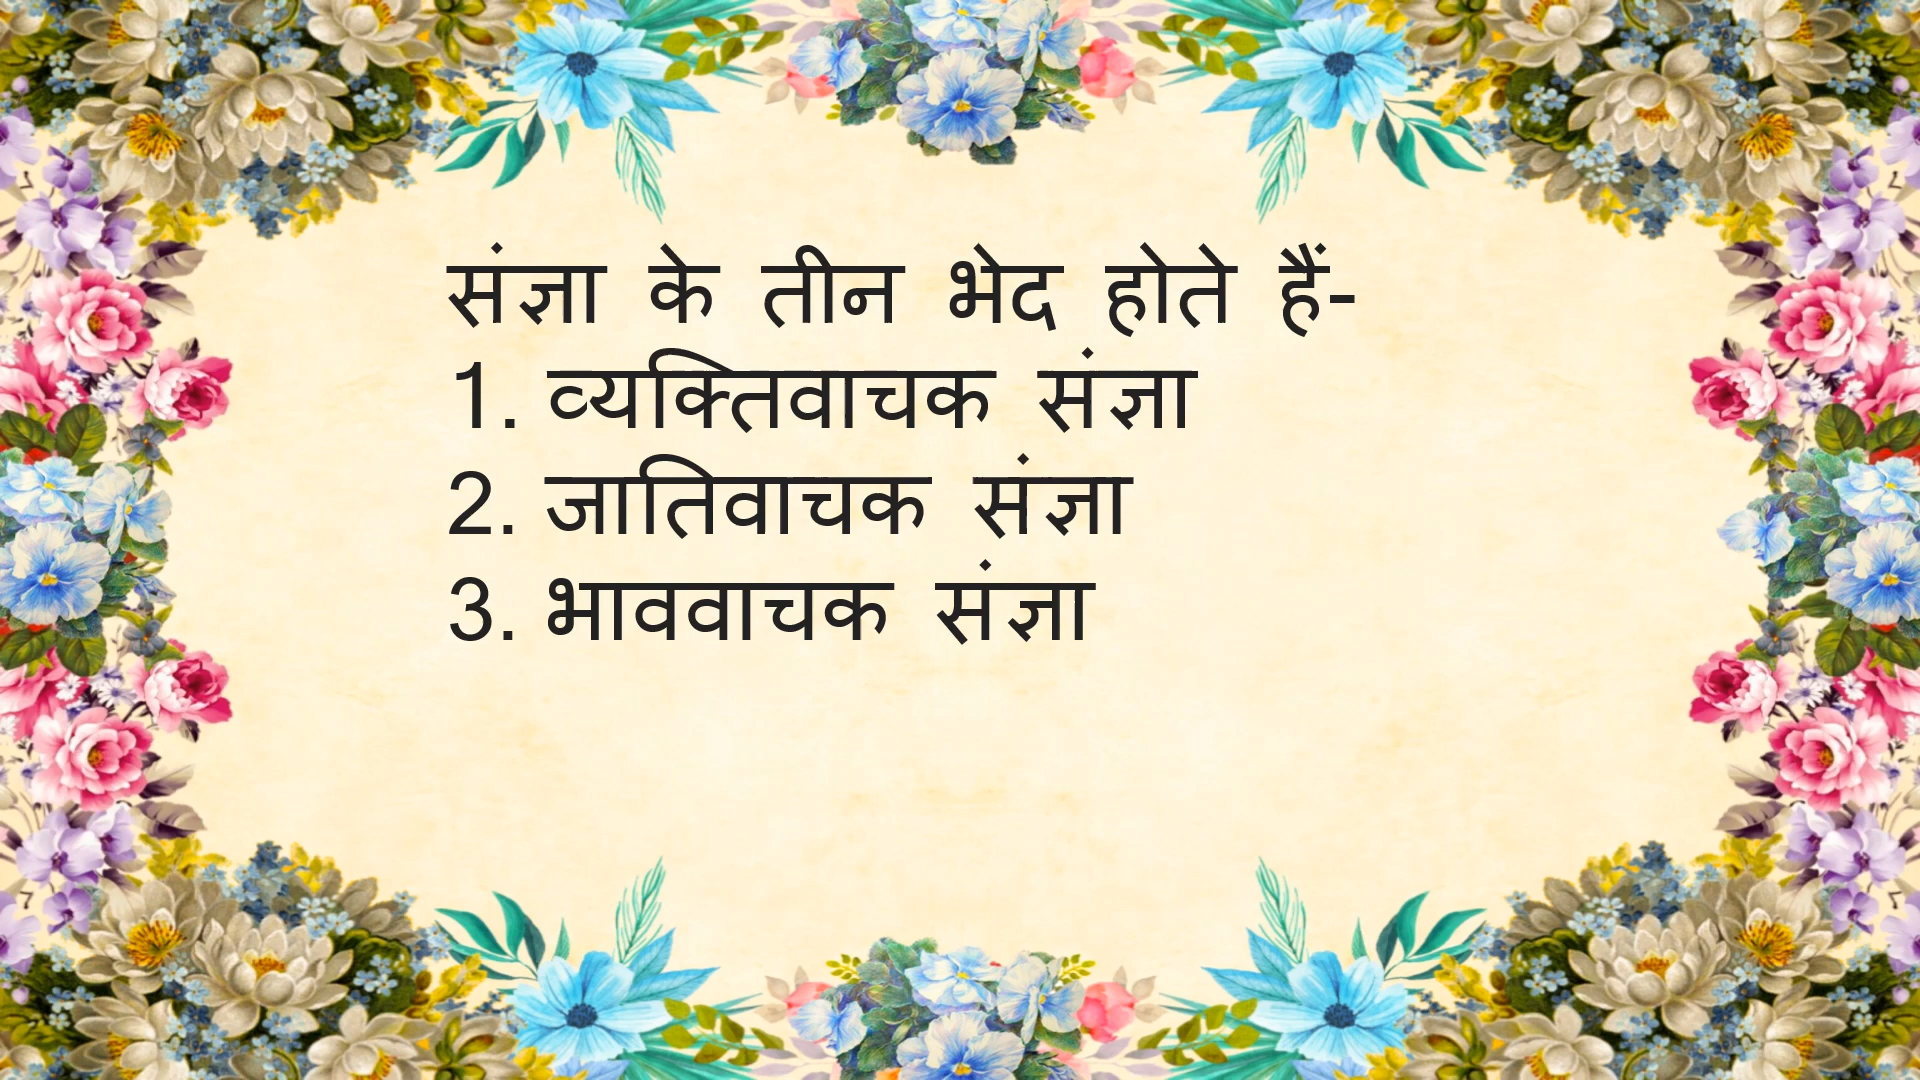 संज्ञा के तीन भेद होते हैं-
1. व्यक्तिवाचक संज्ञा
2. जातिवाचक संज्ञा
3. भाववाचक संज्ञा